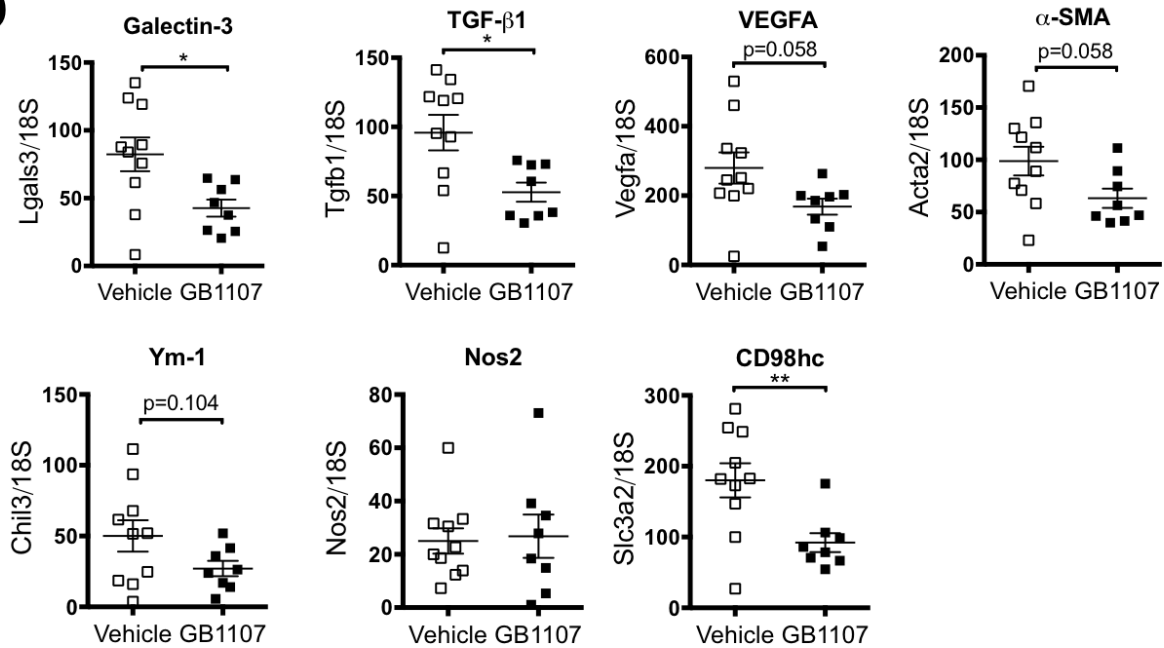 Galectin-3
*
Lgals3/18S
150
100
50
0
Vehicle GB1107
TGF-β1
*
Tgfb1/18S
150
100
50
0
Vehicle GB1107
VEGFA
p=0.058
Vegfa/18S
600
400
200
0
Vehicle GB1107
α-SMA
p=0.058
Acta2/18S
200
150
100
50
0
Vehicle GB1107
Ym-1
p=0.104
Chil3/18S
150
100
50
0
Vehicle GB1107
Nos2
Nos2/18S
80
60
40
20
0
Vehicle GB1107
CD98hc
**
Slc3a2/18S
300
200
100
0
Vehicle GB1107